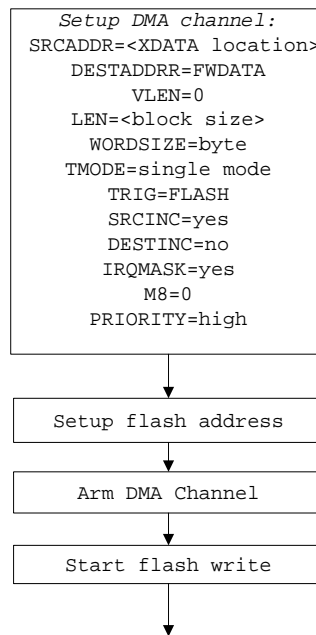 Setup DMA channel:
SRCADDR=<XDATA location>
DESTADDRR=FWDATA
VLEN=0
LEN=<block size>
WORDSIZE=byte
TMODE=single mode
TRIG=FLASH
SRCINC=yes
DESTINC=no
IRQMASK=yes
M8=0
PRIORITY=high
Setup flash address
Arm DMA Channel
Start flash write